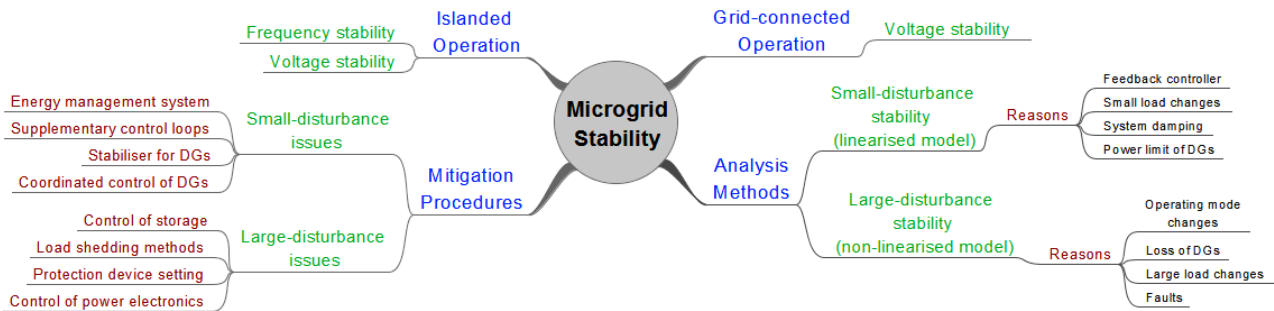 Microgrid
Stability
Islanded
Operation
Frequency stability
Voltage stability
Grid-connected
Operation
Voltage stability
Mitigation
Procedures
Small-disturbance
issues
Energy management system
Supplementary control loops
Stabiliser for DGs
Coordinated control of DGs
Large-disturbance
issues
Control of storage
Load shedding methods
Protection device setting
Control of power electronics
Analysis
Methods
Small-disturbance
stability
(linearised model)
Reasons
Feedback controller
Small load changes
System damping
Power limit of DGs
Large-disturbance
stability
(non-linearised model)
Reasons
Operating mode
changes
Loss of DGs
Large load changes
Faults